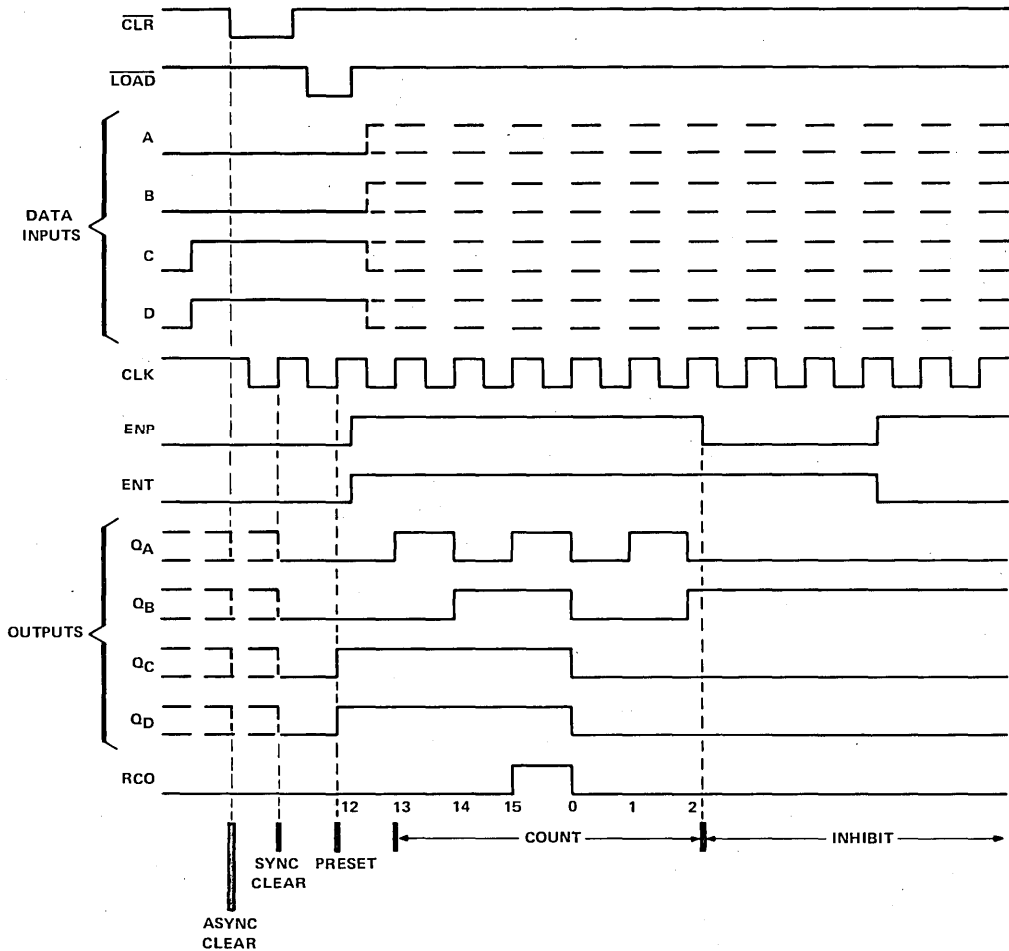 CLR
LOAD
A
B
DATA
INPUTS
C
D
CLK
ENP
ENT
QA
QB
OUTPUTS
QC
QD
RCO
12 13 14 15 0 1 2
COUNT INHIBIT
SYNC
CLEAR
PRESET
ASYNC
CLEAR